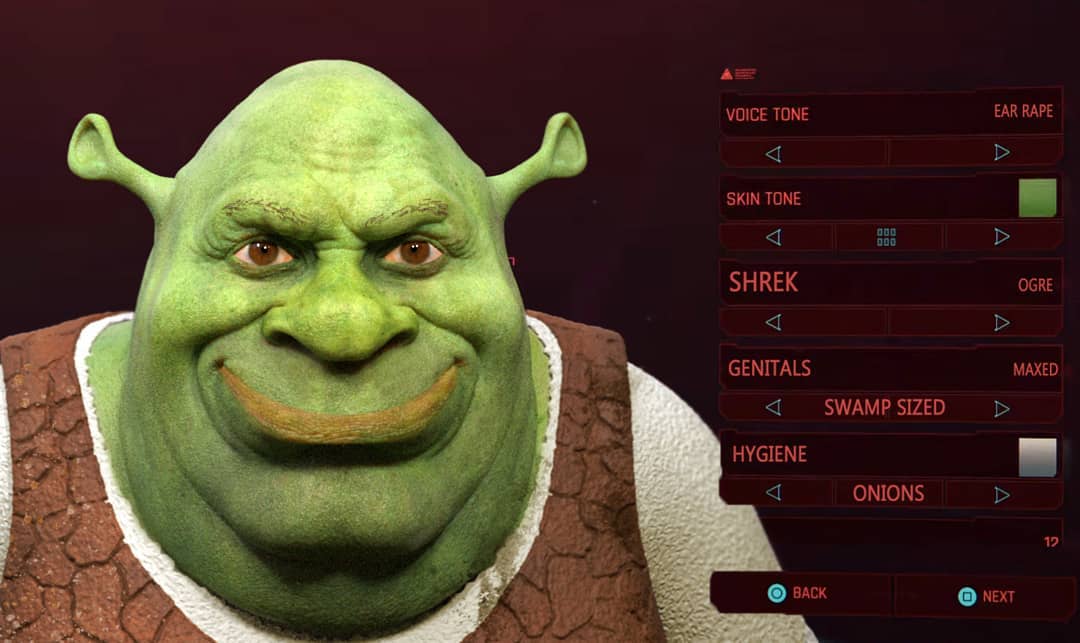 VOICE TONE EAR RAPE
SKIN TONE
SHREK OGRE
GENITALS MAXED
SWAMP SIZED
HYGIENE
ONIONS
12
BACK NEXT